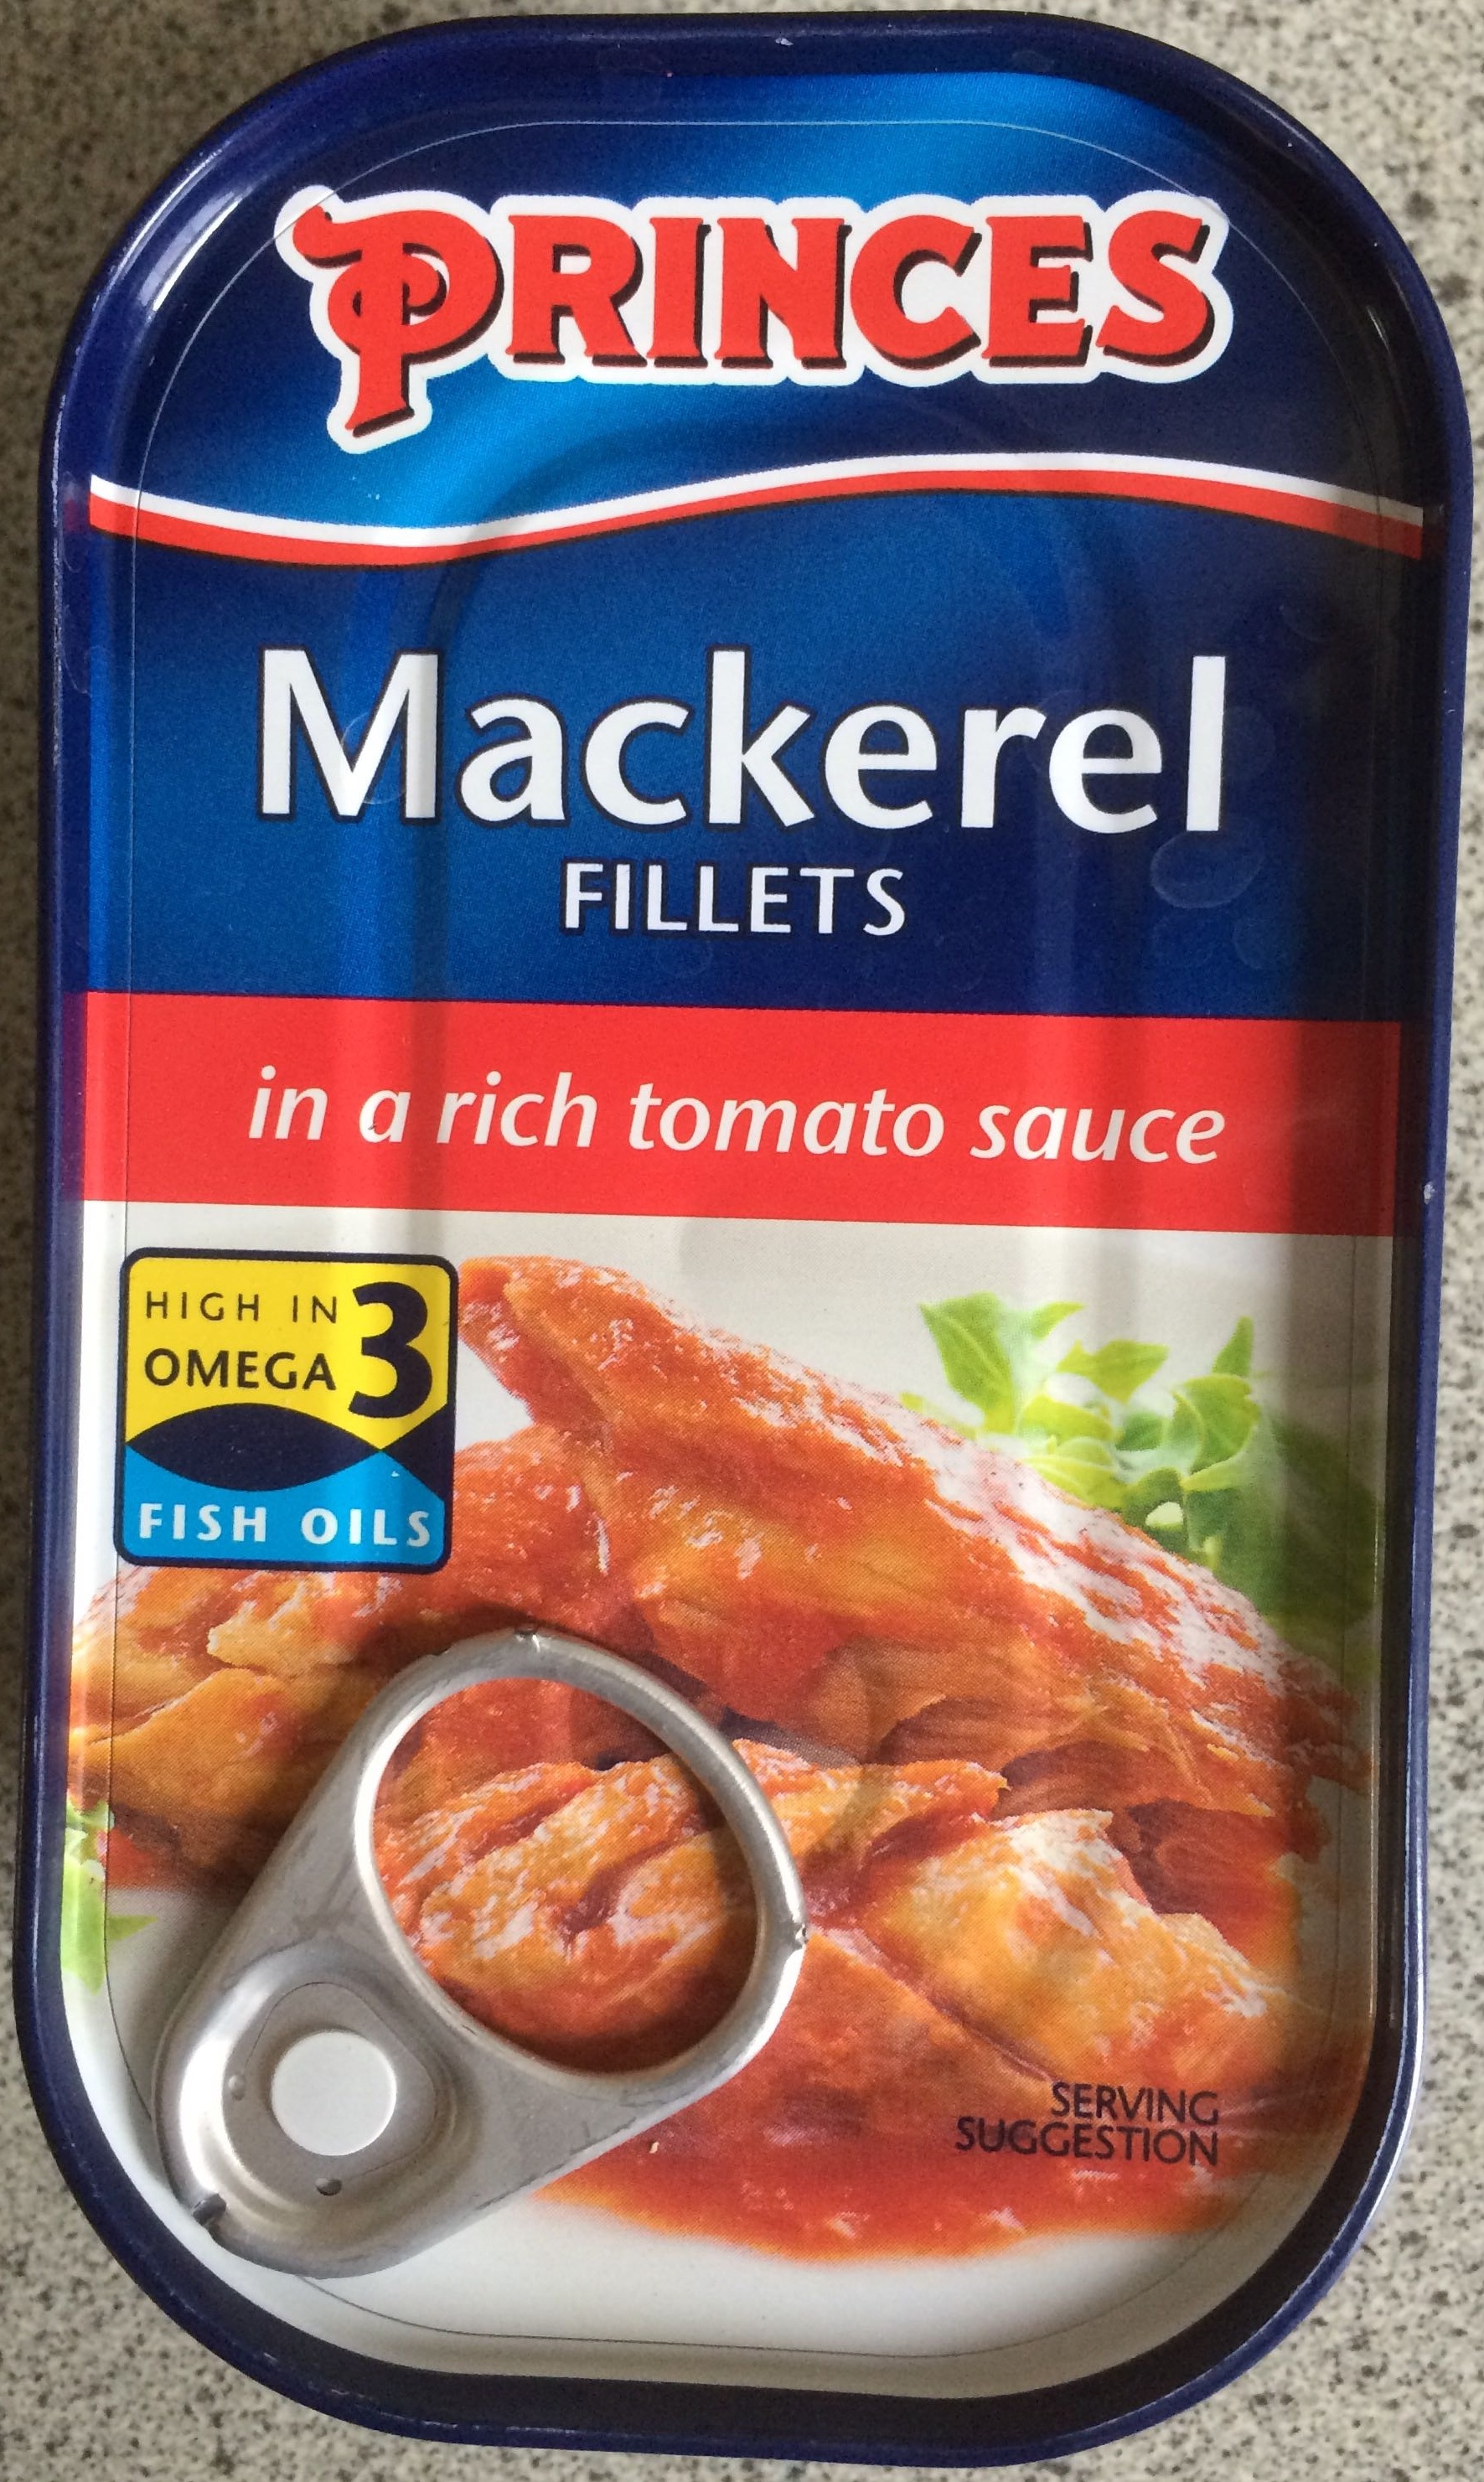 PRINCES
Mackerel
FILLETS
in a rich tomato sauce
HIGH IN
OMEGA 3
FISH OILS
SERVING
SUGGESTION